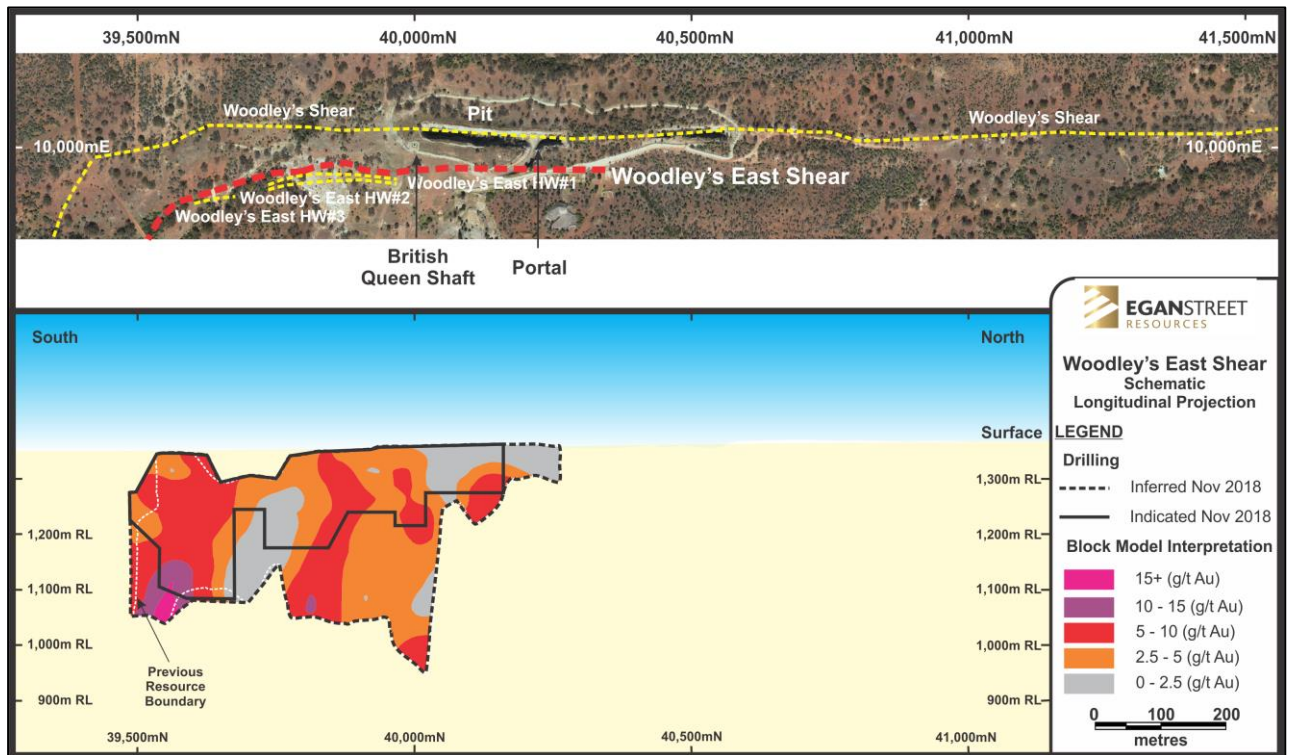 39,500mN 40,000mN 40,500mN 41,000mN 41,500mN
Woodley's Shear
Pit
Woodley's Shear
10,000mE
10,000mE
Woodley's East HW#1
Woodley's East Shear
Woodley's East HW#2
Woodley's East HW#3
British
Queen Shaft
Portal
EGANSTREET
RESOURCES
South
North
Woodley's East Shear
Schematic
Longitudinal Projection
Surface
LEGEND
Drilling
Inferred Nov 2018
Indicated Nov 2018
Block Model Interpretation
15+ (g/t Au)
10 - 15 (g/t Au)
5 - 10 (g/t Au)
2.5 - 5 (g/t Au)
0 - 2.5 (g/t Au)
0 100 200
metres
1,300m RL
1,200m RL
1,200m RL
1,100m RL
1,100m RL
1,000m RL
1,000m RL
900m RL
900m RL
Previous
Resource
Boundary
39,500mN 40,000mN 40,500mN 41,000mN